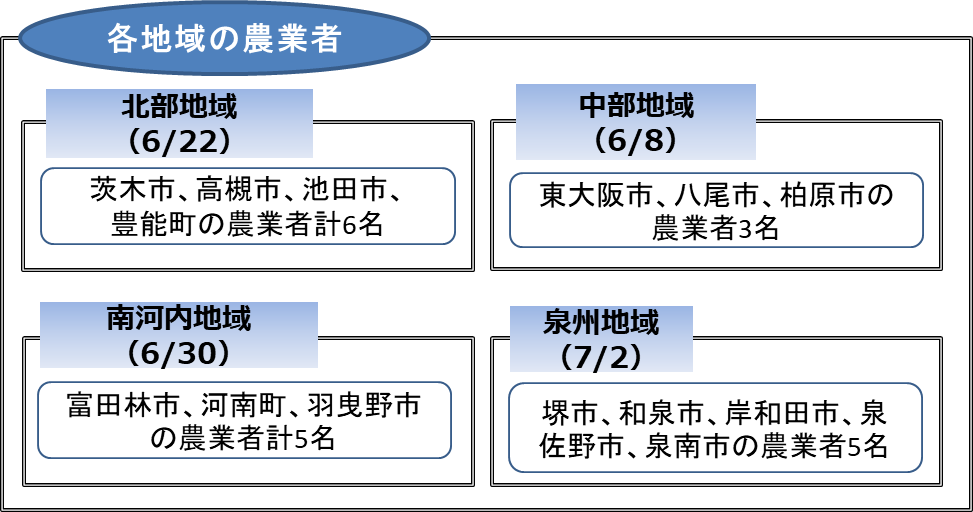 各地域の農業者
北部地域
（6/22）
茨木市、高槻市、池田市、
豊能町の農業者計6名
中部地域
（6/8）
東大阪市、八尾市、柏原市の
農業者3名
南河内地域
（6/30）
富田林市、河南町、羽曳野市
の農業者計5名
泉州地域
（7/2）
堺市、和泉市、岸和田市、泉
佐野市、泉南市の農業者5名